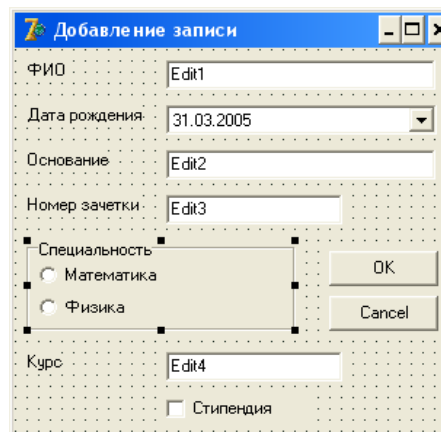 Добавление записи
ФИО Edit1
Дата рождения 31.03.2005
Основание Edit2
Номер зачетки Edit3
Специальность
Математика
Физика
OK
Cancel
Курс Edit4
Стипендия